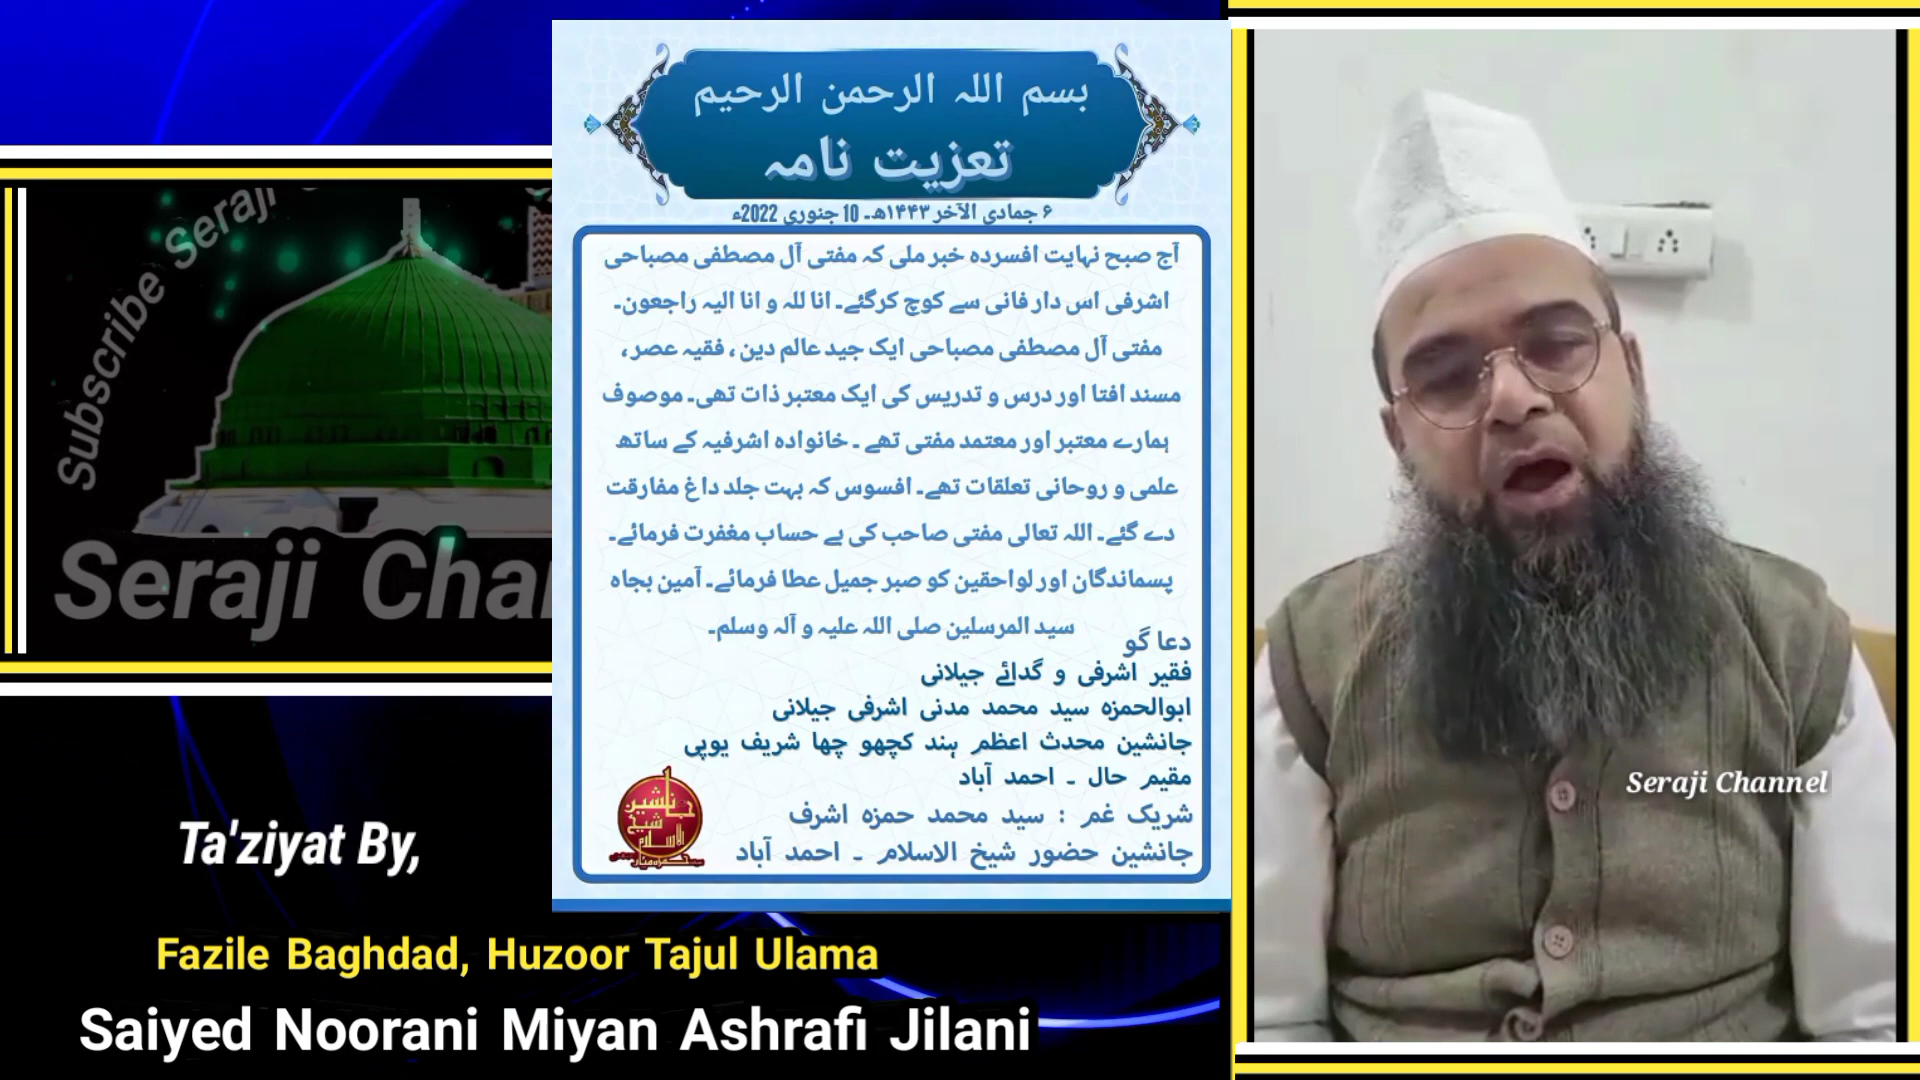 Subscribe Seraji
Seraji Chan
بسم اللہ الرحمن الرحیم
تعزیت نامہ
۶ جمادی الآخر ۱۴۴۳ھ۔ 10 جنوری 2022ء
آج صبح نہایت افسردہ خبر ملی کہ مفتی آل مصطفی مصباحی
اشرفی اس دار فانی سے کوچ کرگئے۔ انا للہ و انا الیہ راجعون۔
مفتی آل مصطفی مصباحی ایک جید عالم دین، فقیہ عصر،
مسند افتا اور درس و تدریس کی ایک معتبر ذات تھی۔ موصوف
ہمارے معتبر اور معتمد مفتی تھے ۔ خانوادہ اشرفیہ کے ساتھ
علمی و روحانی تعلقات تھے۔ افسوس کہ بہت جلد داغ مفارقت
دے گئے۔ اللہ تعالی مفتی صاحب کی بے حساب مغفرت فرمائے۔
پسماندگان اور لواحقین کو صبر جمیل عطا فرمائے۔ آمین بجاہ
سید المرسلین صلی اللہ علیہ و آلہ وسلم۔
دعا گو
فقیر اشرفی و گدائے جیلانی
ابوالحمزہ سید محمد مدنی اشرفی جیلانی
جانشین محدث اعظم ہند کچھو چھا شریف یوپی
مقیم حال ۔ احمد آباد
شریک غم : سید محمد حمزہ اشرف
جانشین حضور شیخ الاسلام ۔ احمد آباد
جانشین
شیخ
الاسلام
Seraji Channel
Ta'ziyat By,
Fazile Baghdad, Huzoor Tajul Ulama
Saiyed Noorani Miyan Ashrafi Jilani